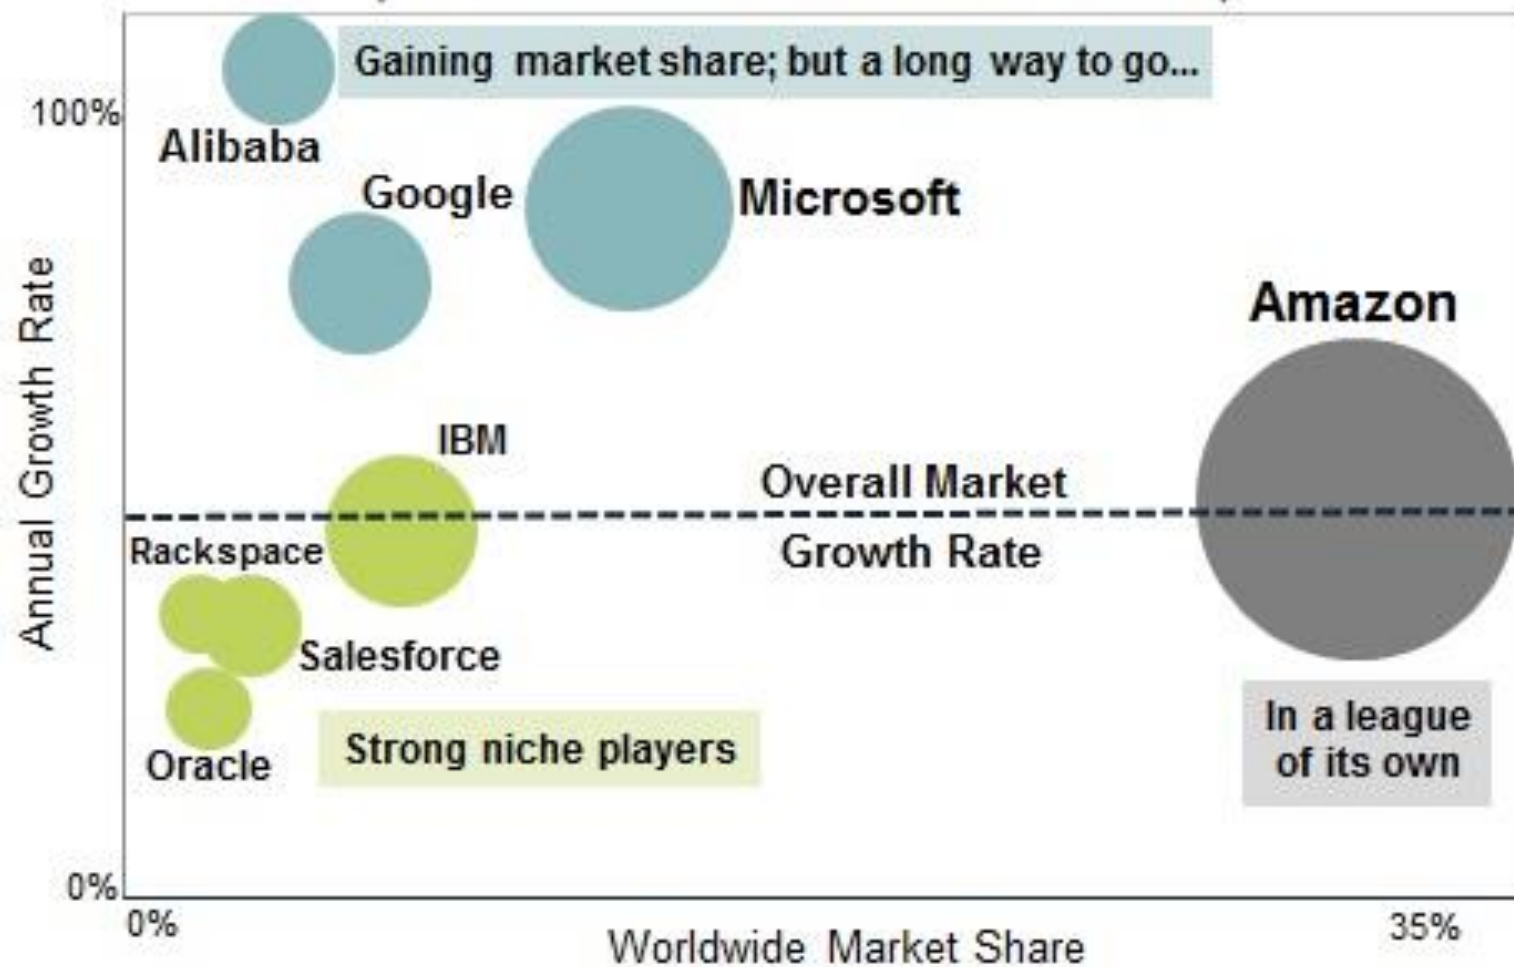 Gaining market share; but a long way to go...
100%
Alibaba
Google
Microsoft
Amazon
Annual Growth Rate
IBM
Overall Market
Growth Rate
Rackspace
Salesforce
Strong niche players
In a league
of its own
Oracle
0%
0%
35%
Worldwide Market Share